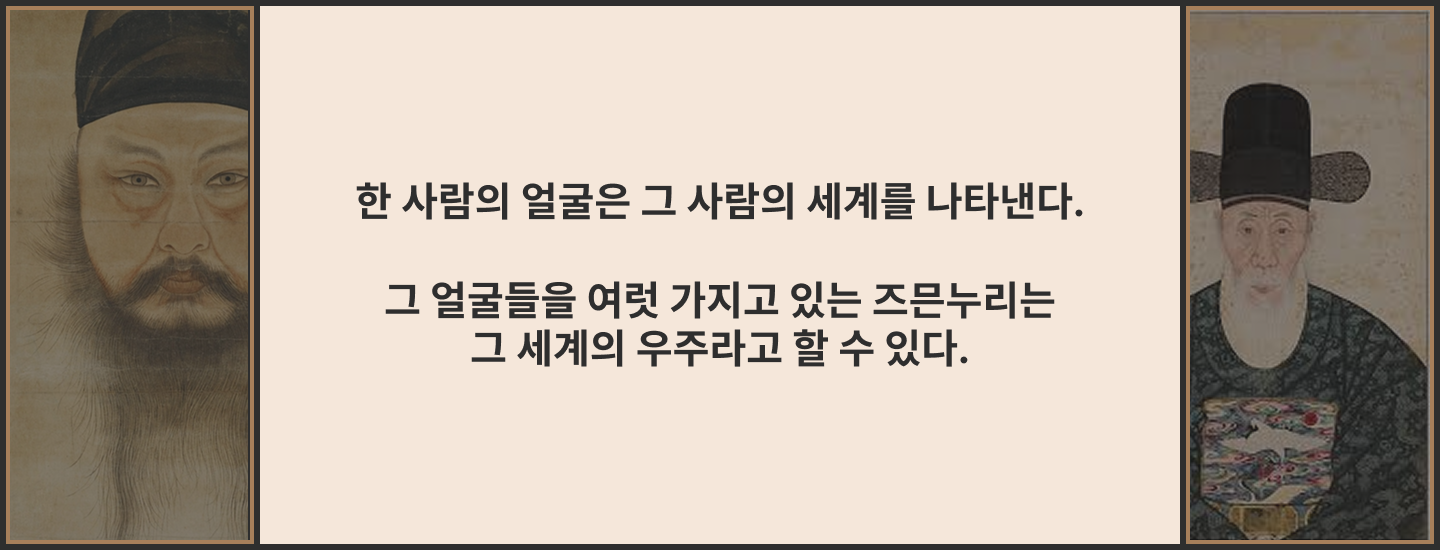 한 사람의 얼굴은 그 사람의 세계를 나타낸다.
그 얼굴들을 여럿 가지고 있는 즈믄누리는
그 세계의 우주라고 할 수 있다.